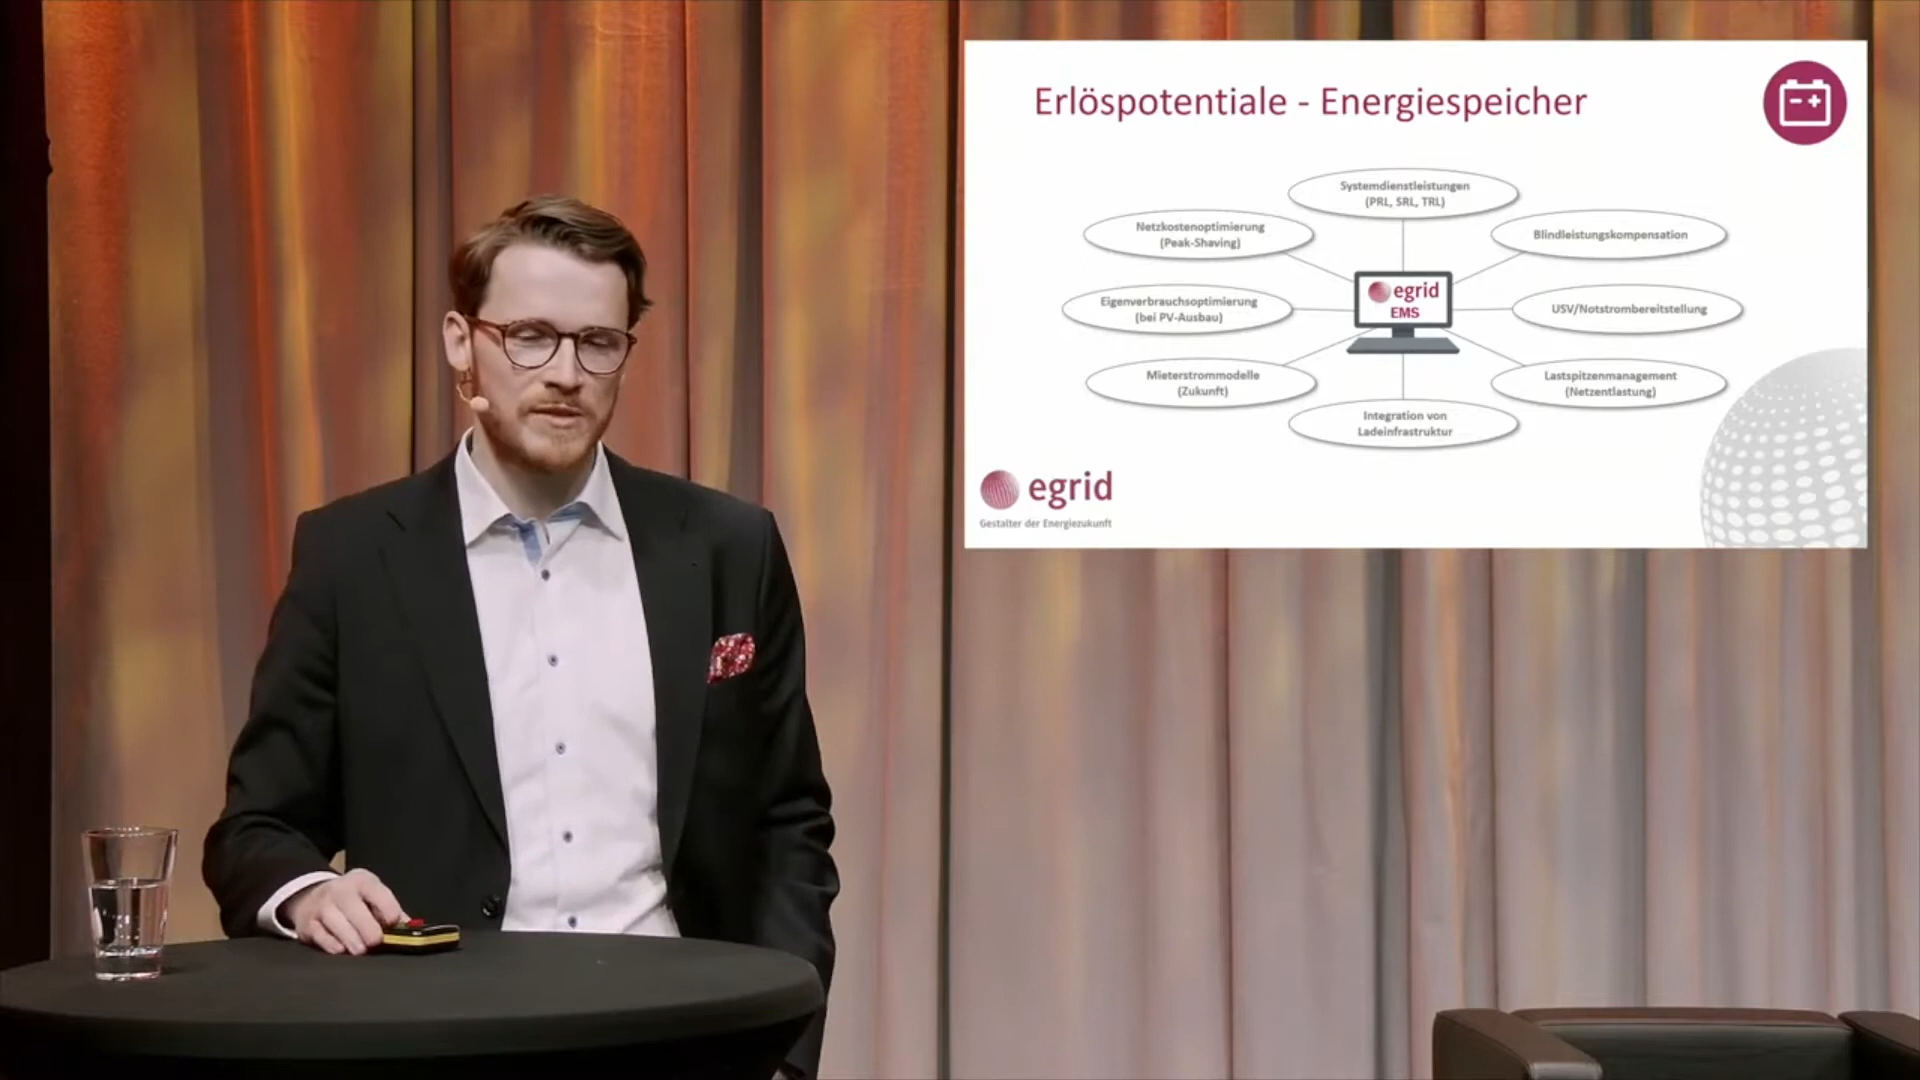 Erlöspotentiale - Energiespeicher
Systemdienstleistungen
(PRL, SRL, TRL)
Netzkostenoptimierung
(Peak-Shaving)
Blindleistungskompensation
Eigenverbrauchsoptimierung
(bei PV-Ausbau)
egrid
EMS
USV/Notstrombereitstellung
Mieterstrommodelle
(Zukunft)
Lastspitzenmanagement
(Netzentlastung)
Integration von
Ladeinfrastruktur
egrid
Gestalter der Energiezukunft